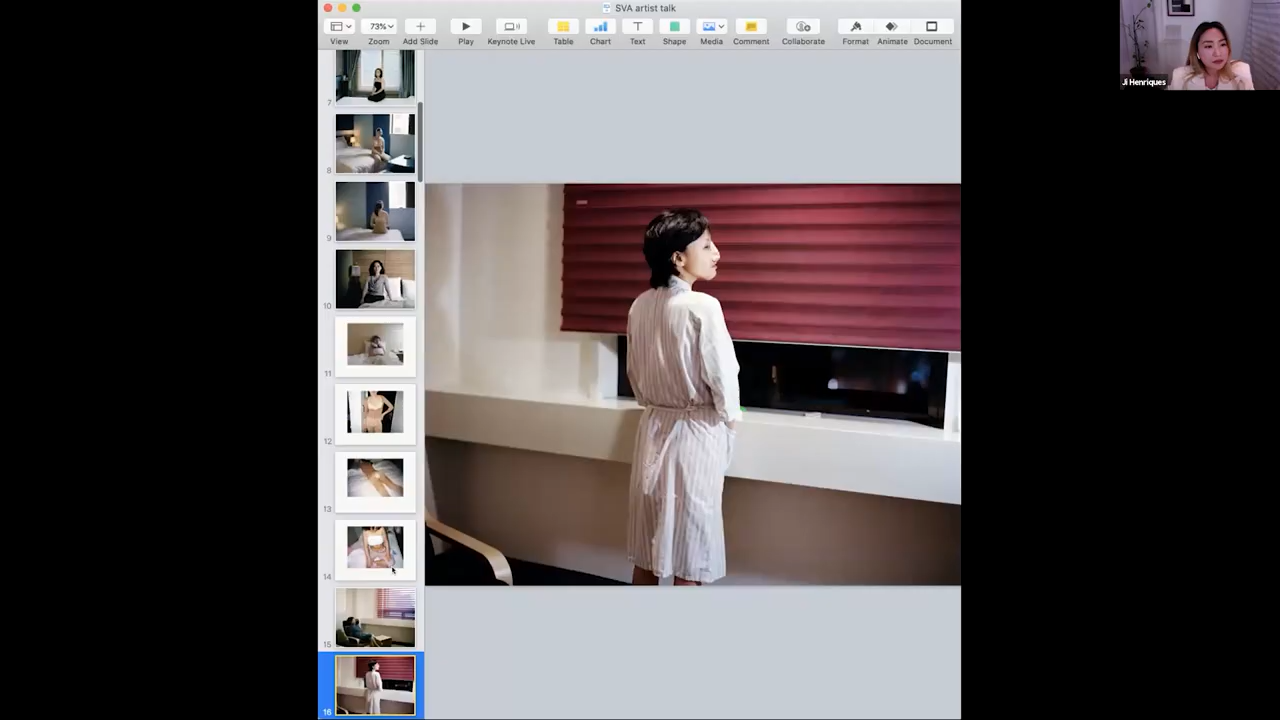 SVA artist talk
73%
View
Zoom
Add Slide
Play
Keynote Live
Table
Chart
Text
Shape
Media
Comment
Collaborate
Format
Animate
Document
Ji Henriques
7
8
9
10
11
12
13
14
15
16